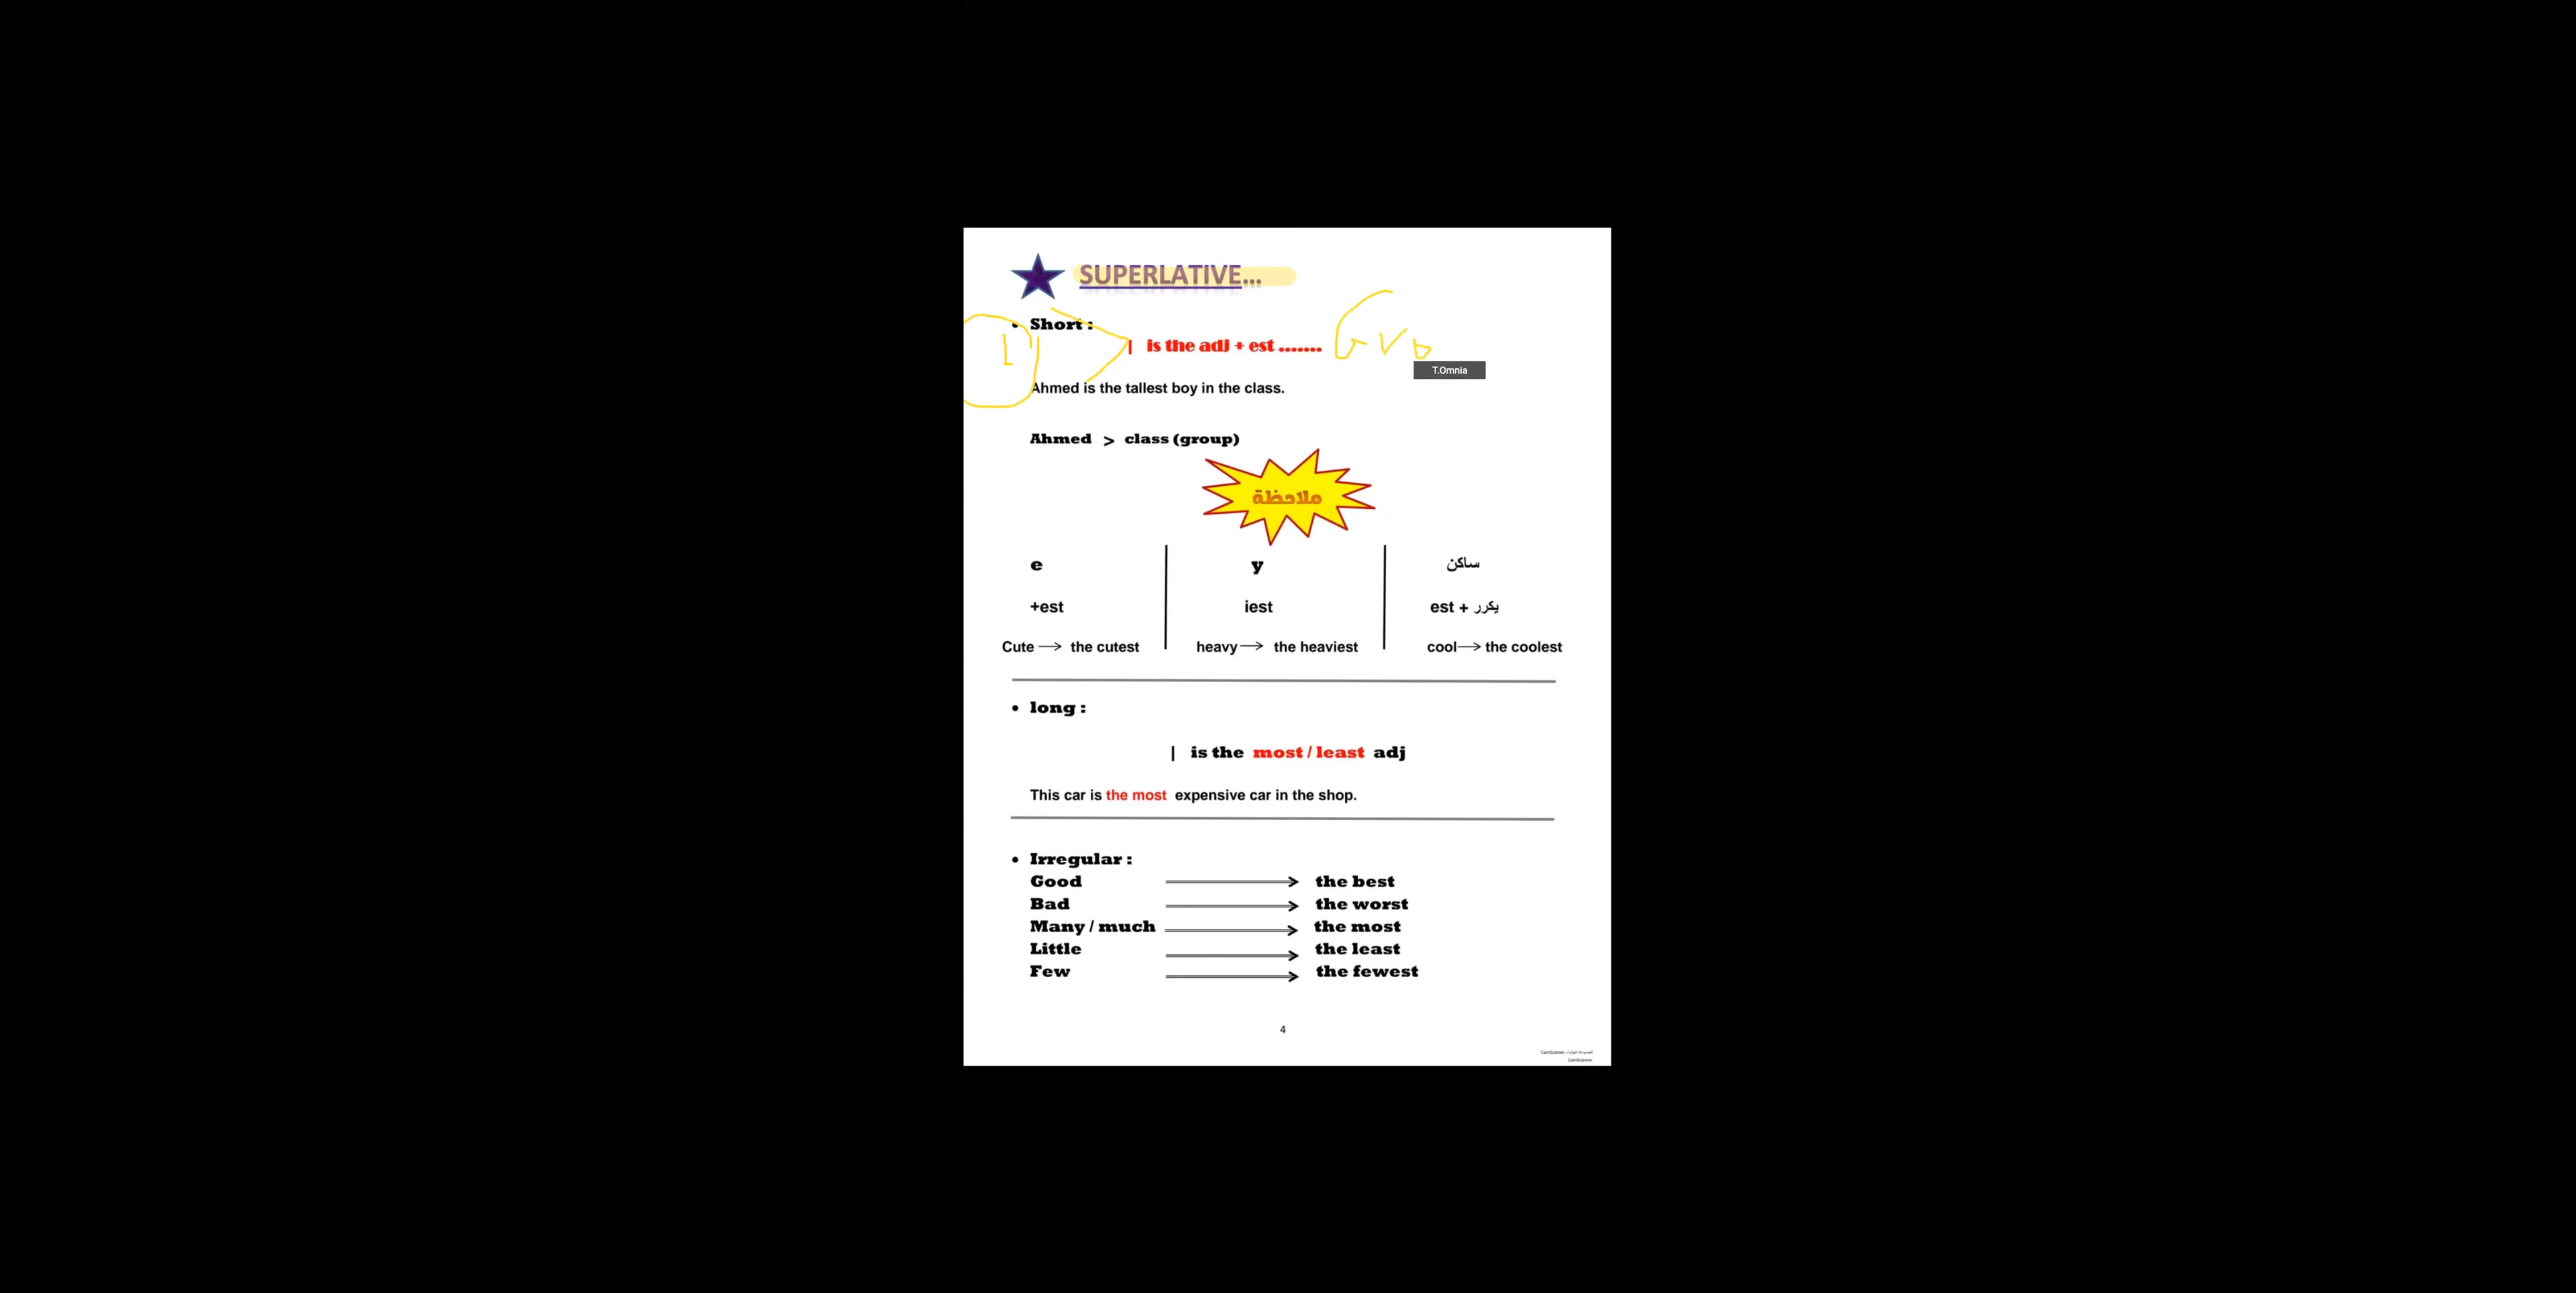 SUPERLATIVE...
• Short :
| is the adj + est .......
1
T.Omnia
Ahmed is the tallest boy in the class.
Ahmed > class (group)
ملاحظة
e y ساكن
+est iest est + يكرر
Cute → the cutest heavy → the heaviest cool → the coolest
• long :
| is the most / least adj
This car is the most expensive car in the shop.
• Irregular :
Good → the best
Bad → the worst
Many / much → the most
Little → the least
Few → the fewest
4
CamScanner